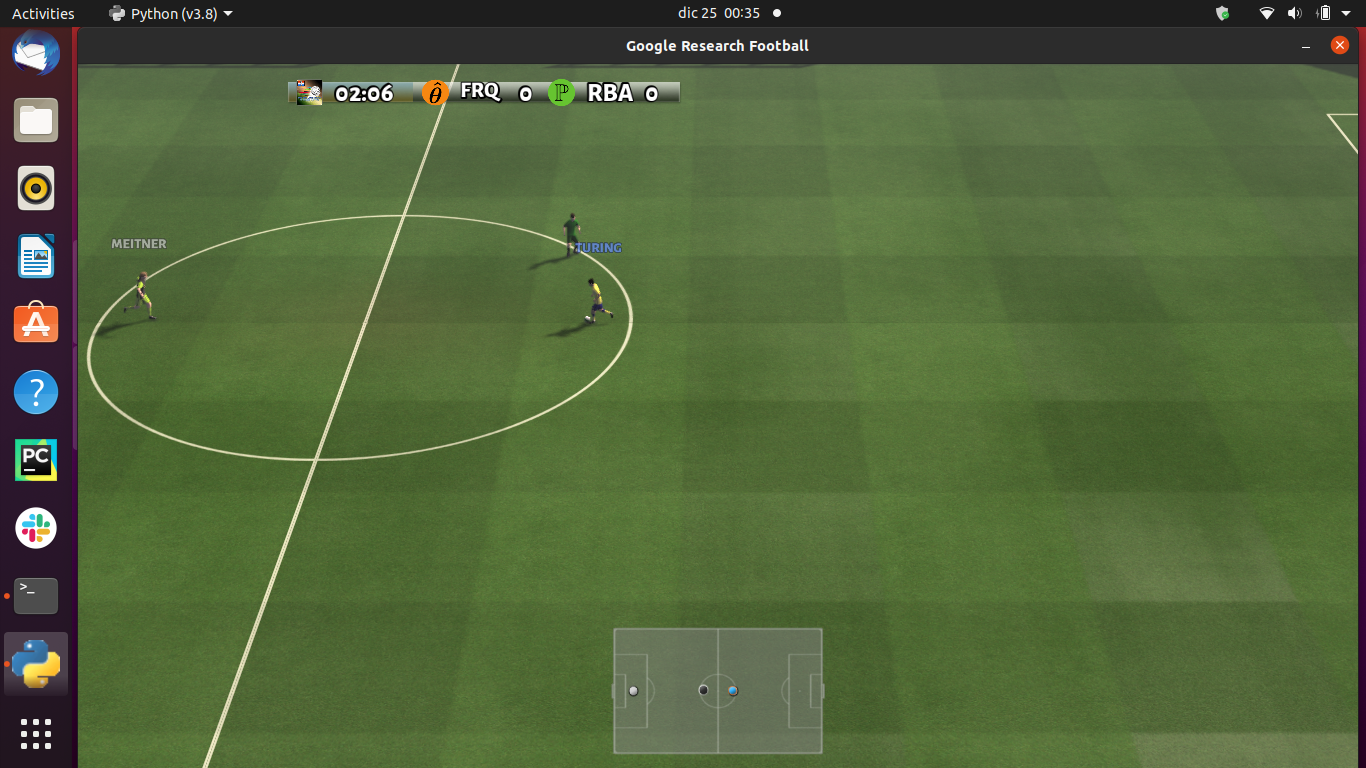 Activities Python (v3.8) dic 25 00:35
Google Research Football
02:06 θ̂ FRQ 0 ℙ RBA 0
MEITNER
TURING
?
PC
>_